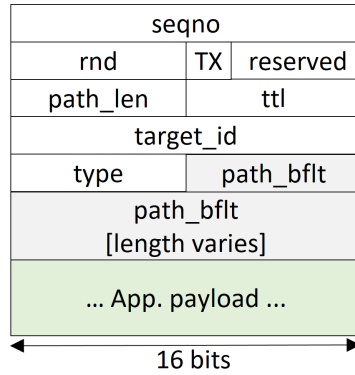 seqno
rnd TX reserved
path_len ttl
target_id
type path_bflt
path_bflt
[length varies]
... App. payload ...
16 bits